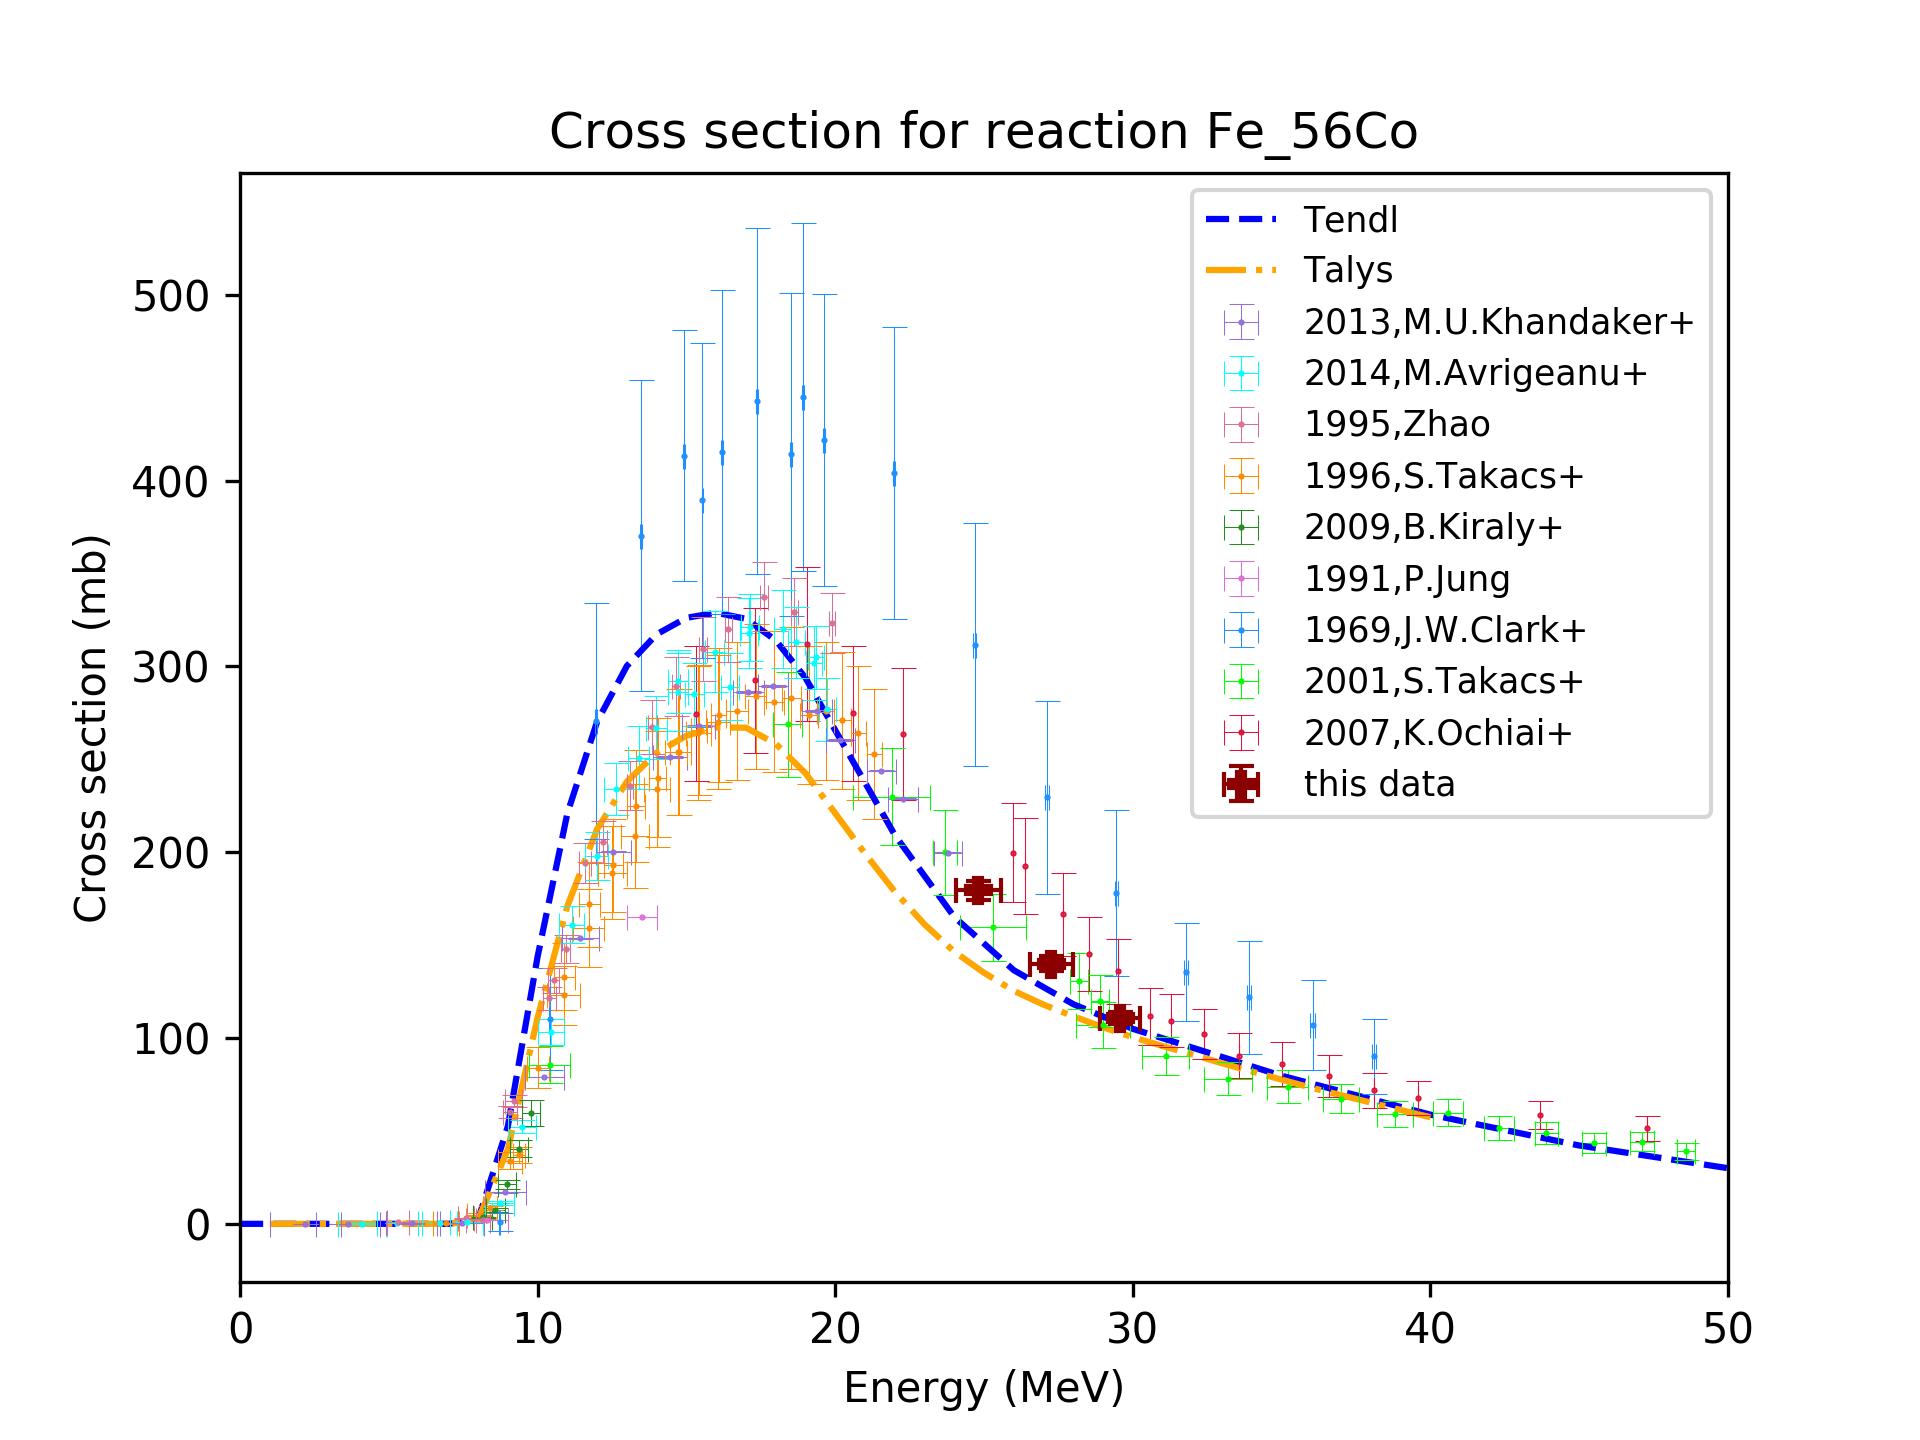 Cross section for reaction Fe_56Co
Cross section (mb)
500
400
300
200
100
0
0 10 20 30 40 50
Energy (MeV)
Tendl
Talys
2013,M.U.Khandaker+
2014,M.Avrigeanu+
1995,Zhao
1996,S.Takacs+
2009,B.Kiraly+
1991,P.Jung
1969,J.W.Clark+
2001,S.Takacs+
2007,K.Ochiai+
this data